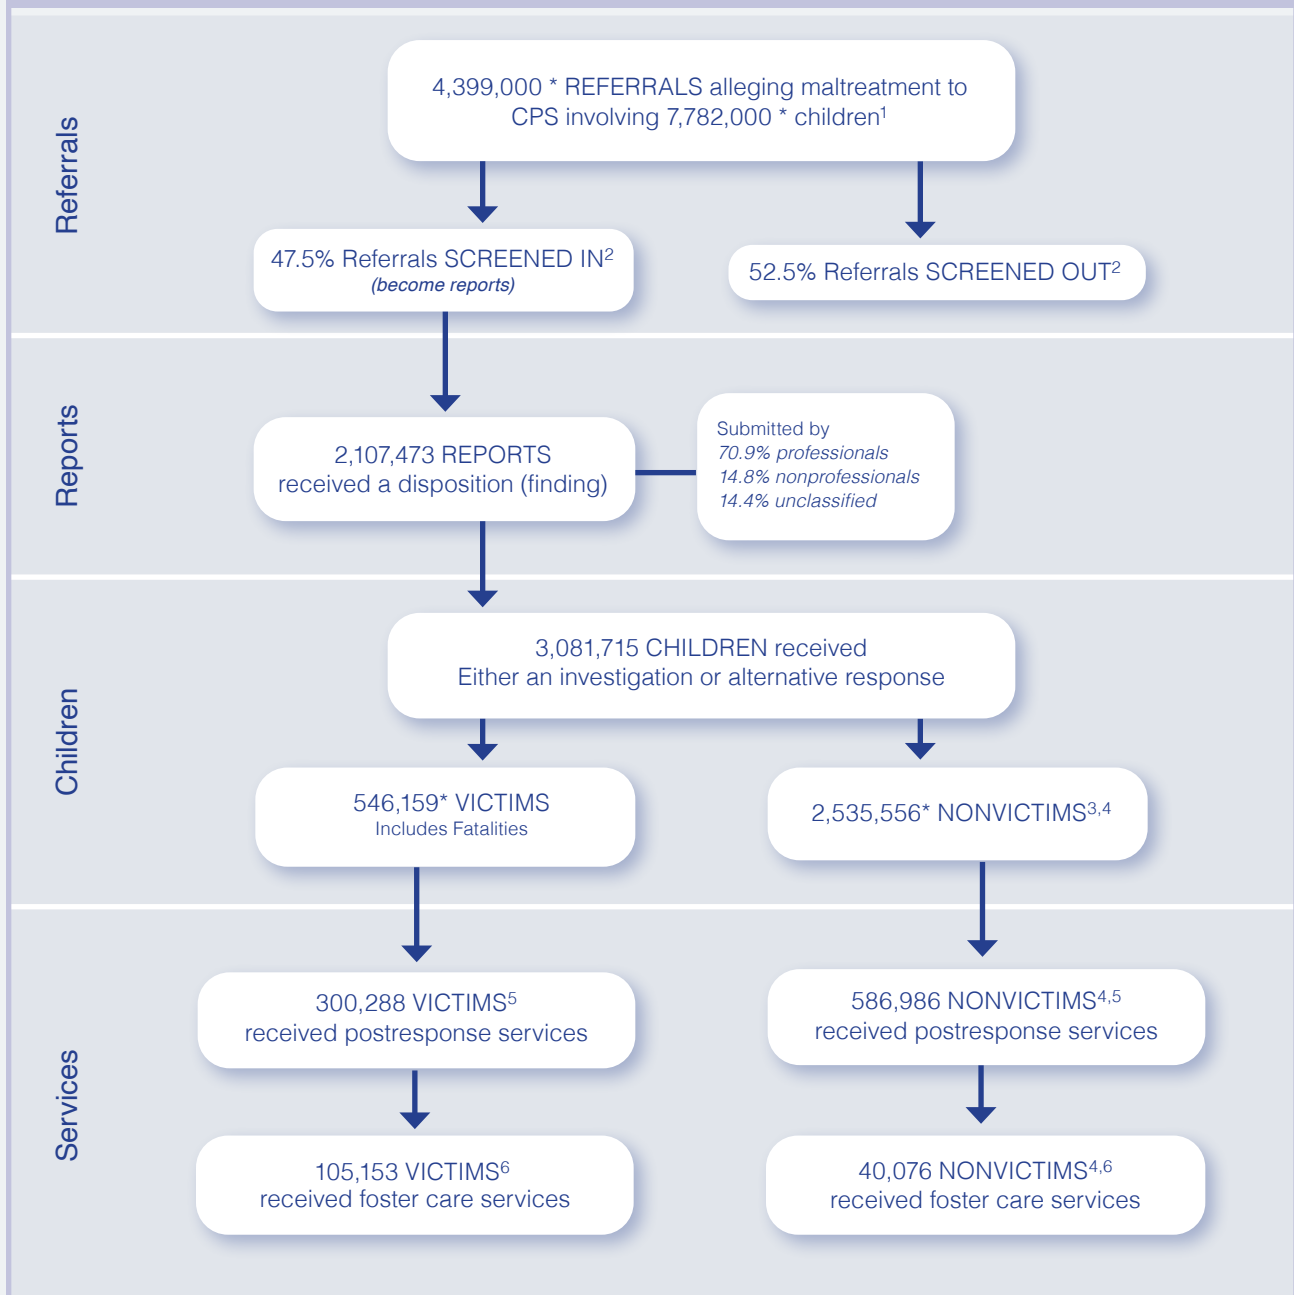 Referrals
4,399,000 * REFERRALS alleging maltreatment to
CPS involving 7,782,000 * children¹
47.5% Referrals SCREENED IN²
(become reports)
52.5% Referrals SCREENED OUT²
Reports
2,107,473 REPORTS
received a disposition (finding)
Submitted by
70.9% professionals
14.8% nonprofessionals
14.4% unclassified
Children
3,081,715 CHILDREN received
Either an investigation or alternative response
546,159* VICTIMS
Includes Fatalities
2,535,556* NONVICTIMS³,⁴
Services
300,288 VICTIMS⁵
received postresponse services
586,986 NONVICTIMS⁴,⁵
received postresponse services
105,153 VICTIMS⁶
received foster care services
40,076 NONVICTIMS⁴,⁶
received foster care services